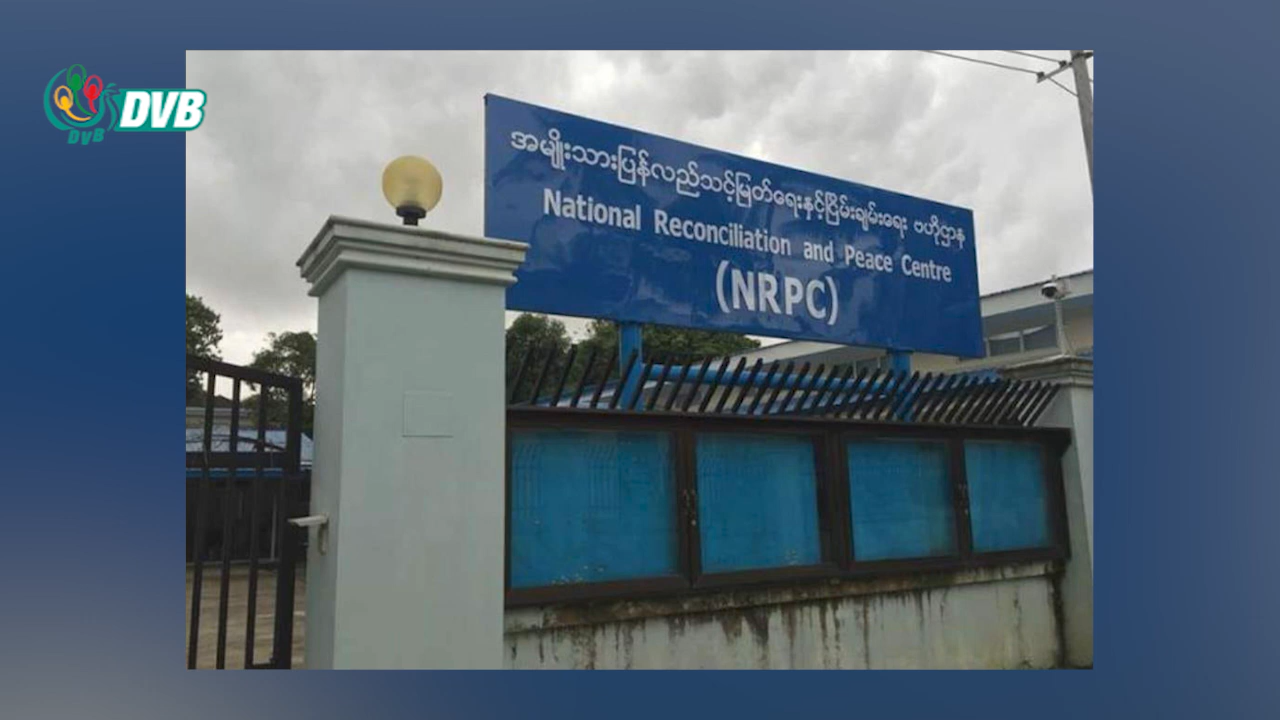 DVB
DVB
အမျိုးသားပြန်လည်သင့်မြတ်ရေးနှင့်ငြိမ်းချမ်းရေး ဗဟိုဌာန
National Reconciliation and Peace Centre
(NRPC)